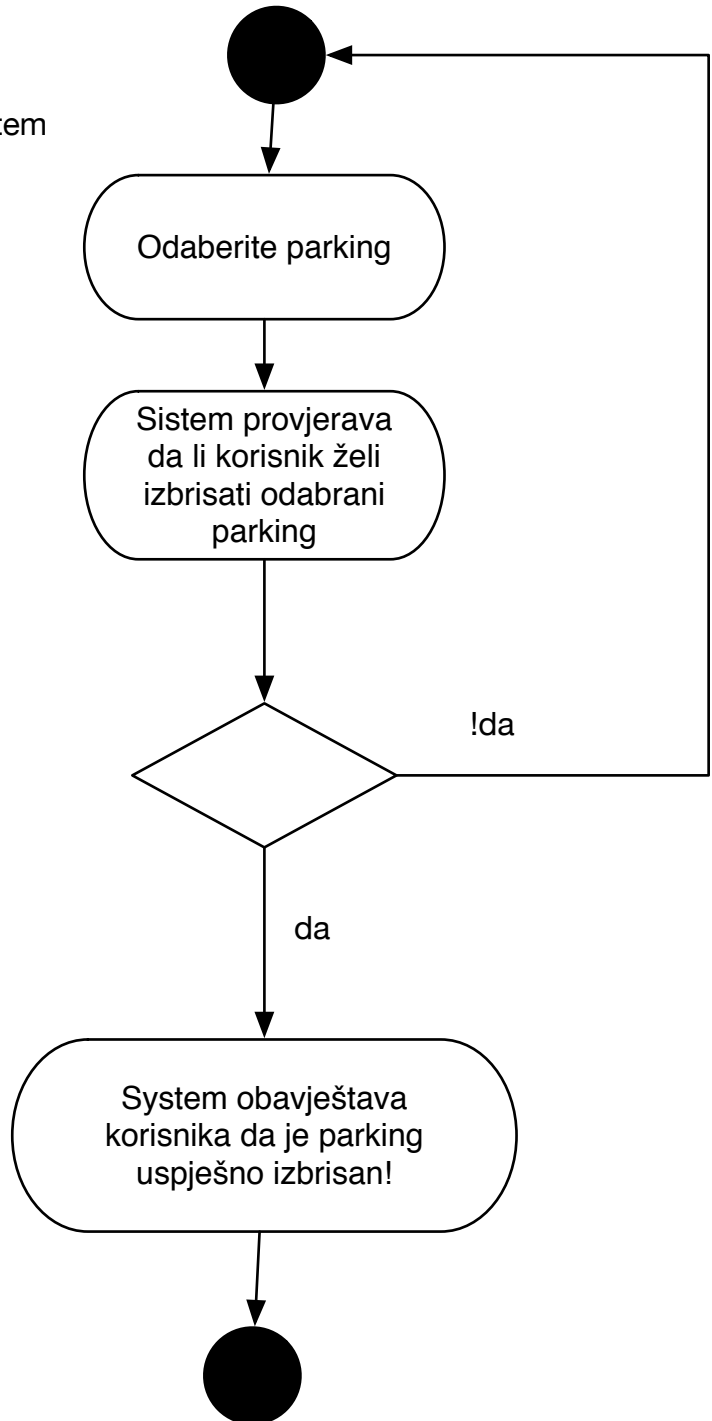 tem
Odaberite parking
Sistem provjerava
da li korisnik želi
izbrisati odabrani
parking
!da
da
System obavještava
korisnika da je parking
uspješno izbrisan!